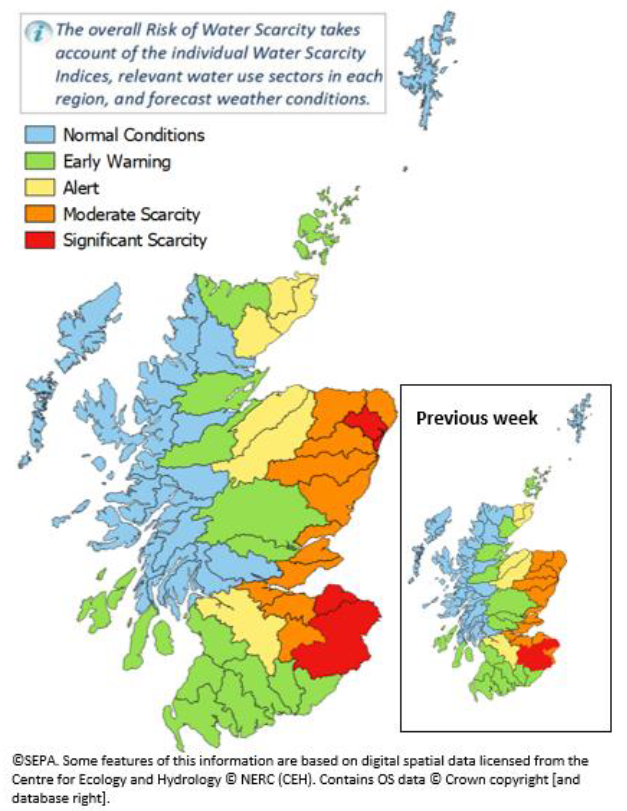 The overall Risk of Water Scarcity takes
account of the individual Water Scarcity
Indices, relevant water use sectors in each
region, and forecast weather conditions.
Normal Conditions
Early Warning
Alert
Moderate Scarcity
Significant Scarcity
Previous week
©SEPA. Some features of this information are based on digital spatial data licensed from the
Centre for Ecology and Hydrology © NERC (CEH). Contains OS data © Crown copyright [and
database right].